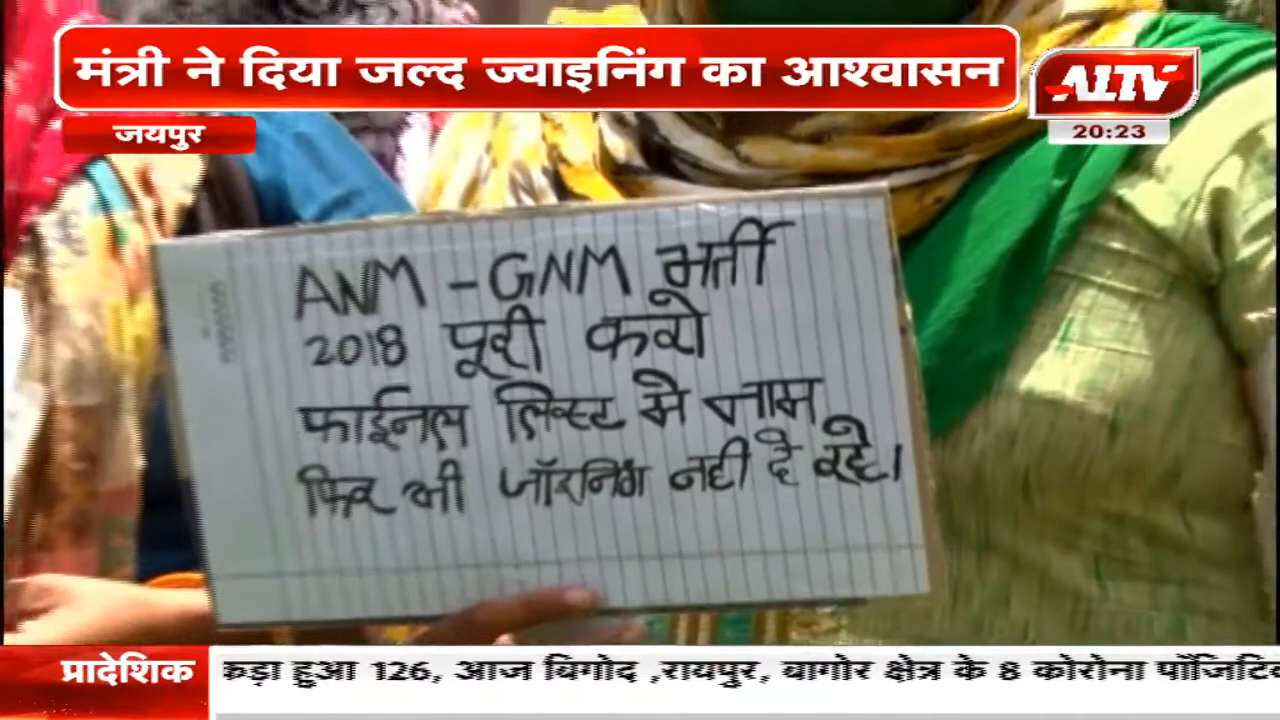 मंत्री ने दिया जल्द ज्वाइनिंग का आश्वासन
ALTV
20:23
जयपुर
ANM - GNM भर्ती
2018 पूरी करो
फाईनल लिस्ट मे नाम
फिर भी जॉइनिंग नही दे रहे।
प्रादेशिक
कड़ा हुआ 126, आज बिगोद ,रायपुर, बागोर क्षेत्र के 8 कोरोना